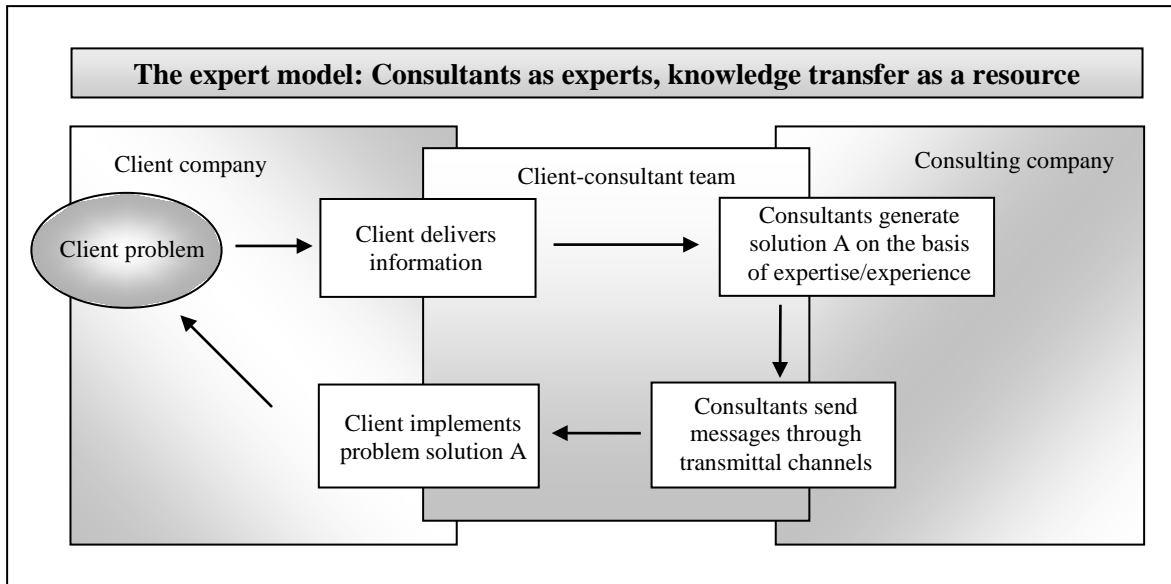 The expert model: Consultants as experts, knowledge transfer as a resource
Client company
Client-consultant team
Consulting company
Client problem
Client delivers
information
Consultants generate
solution A on the basis
of expertise/experience
Consultants send
messages through
transmittal channels
Client implements
problem solution A